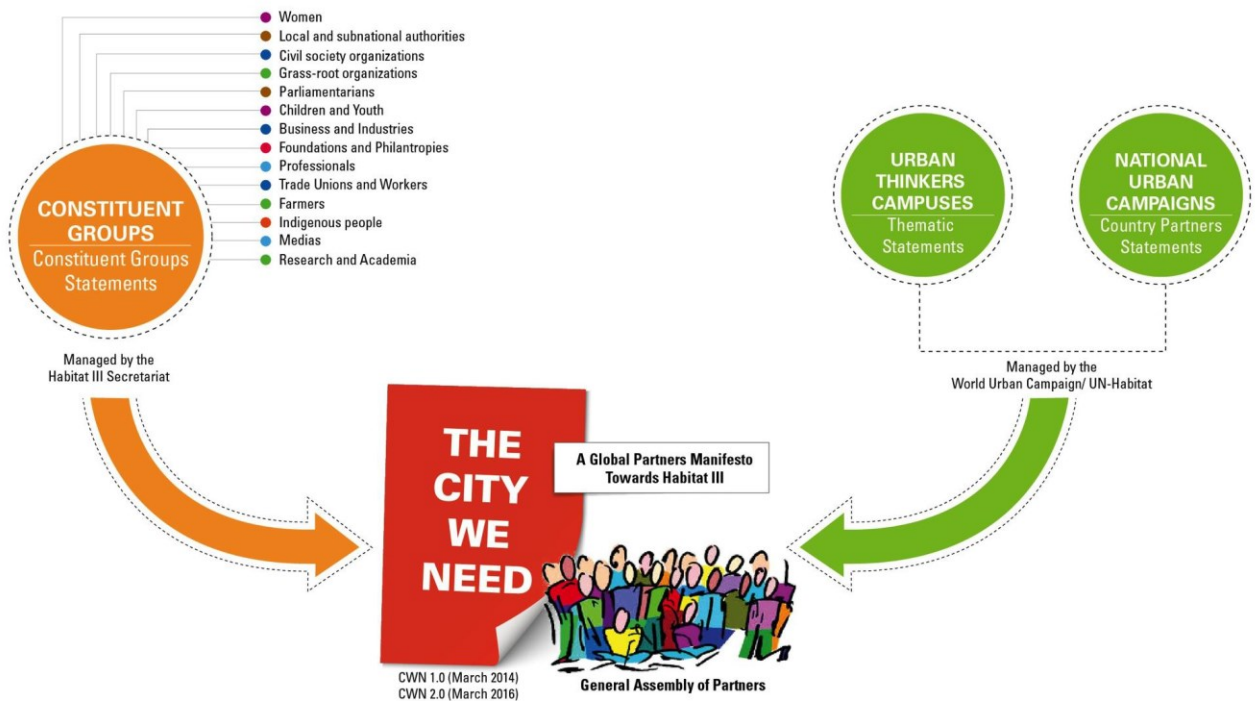 Women
Local and subnational authorities
Civil society organizations
Grass-root organizations
Parliamentarians
Children and Youth
Business and Industries
Foundations and Philantropies
Professionals
Trade Unions and Workers
Farmers
Indigenous people
Medias
Research and Academia
CONSTITUENT
GROUPS
Constituent Groups
Statements
Managed by the
Habitat III Secretariat
URBAN
THINKERS
CAMPUSES
Thematic
Statements
NATIONAL
URBAN
CAMPAIGNS
Country Partners
Statements
Managed by the
World Urban Campaign/ UN-Habitat
THE
CITY
WE
NEED
A Global Partners Manifesto
Towards Habitat III
CWN 1.0 (March 2014)
CWN 2.0 (March 2016)
General Assembly of Partners